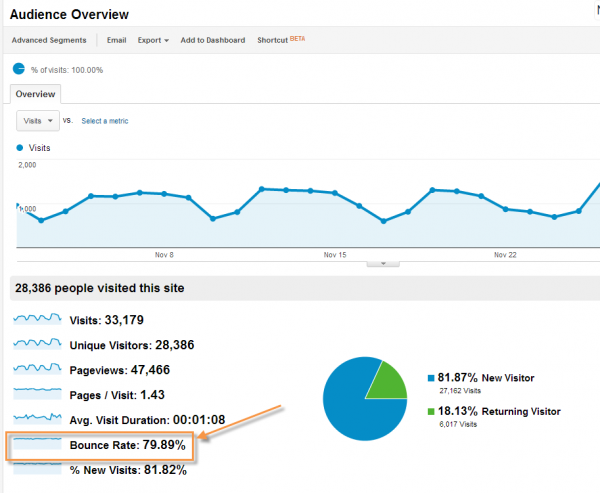 Audience Overview
Advanced Segments Email Export Add to Dashboard Shortcut BETA
% of visits: 100.00%
Overview
Visits vs. Select a metric
Visits
2,000
1,000
Nov 8 Nov 15 Nov 22
28,386 people visited this site
Visits: 33,179
Unique Visitors: 28,386
Pageviews: 47,466
Pages / Visit: 1.43
Avg. Visit Duration: 00:01:08
Bounce Rate: 79.89%
% New Visits: 81.82%
81.87% New Visitor
27,162 Visits
18.13% Returning Visitor
6,017 Visits